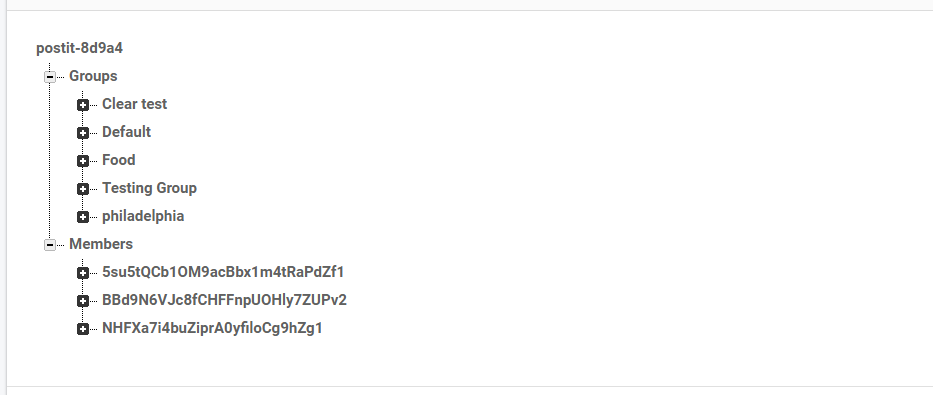 postit-8d9a4
Groups
Clear test
Default
Food
Testing Group
philadelphia
Members
5su5tQCb1OM9acBbx1m4tRaPdZf1
BBd9N6VJc8fCHFFnpUOHly7ZUPv2
NHFXa7i4buZiprA0yfiloCg9hZg1